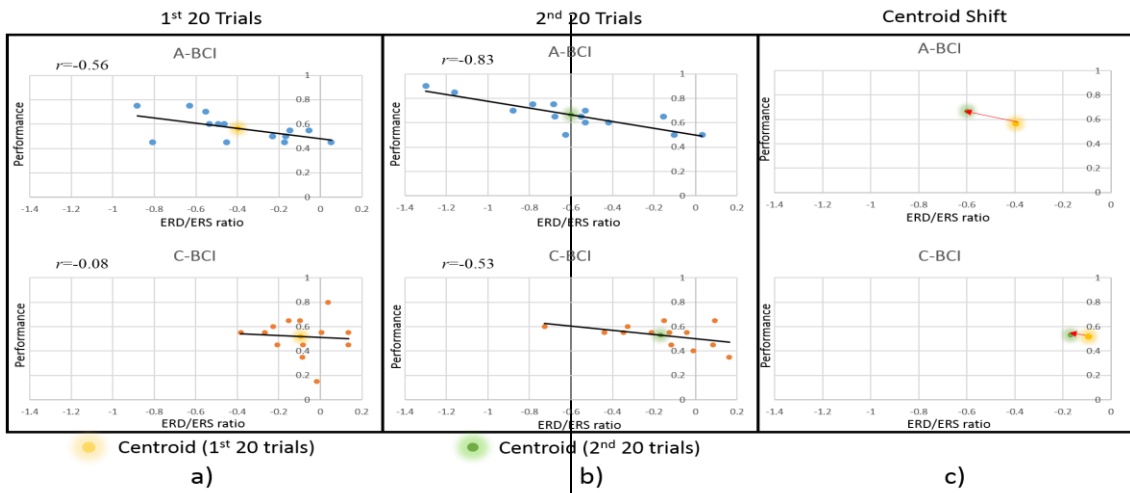 1st 20 Trials
2nd 20 Trials
Centroid Shift
A-BCI
r=-0.56
Performance
1
0.8
0.6
0.4
0.2
0
-1.4 -1.2 -1 -0.8 -0.6 -0.4 -0.2 0 0.2
ERD/ERS ratio
C-BCI
r=-0.08
Performance
1
0.8
0.6
0.4
0.2
0
-1.4 -1.2 -1 -0.8 -0.6 -0.4 -0.2 0 0.2
ERD/ERS ratio
A-BCI
r=-0.83
Performance
1
0.8
0.6
0.4
0.2
0
-1.4 -1.2 -1 -0.8 -0.6 -0.4 -0.2 0 0.2
ERD/ERS ratio
C-BCI
r=-0.53
Performance
1
0.8
0.6
0.4
0.2
0
-1.4 -1.2 -1 -0.8 -0.6 -0.4 -0.2 0 0.2
ERD/ERS ratio
A-BCI
Performance
1
0.8
0.6
0.4
0.2
0
-1.4 -1.2 -1 -0.8 -0.6 -0.4 -0.2 0
ERD/ERS ratio
C-BCI
Performance
1
0.8
0.6
0.4
0.2
0
-1.4 -1.2 -1 -0.8 -0.6 -0.4 -0.2 0
ERD/ERS ratio
Centroid (1st 20 trials)
Centroid (2nd 20 trials)
a)
b)
c)